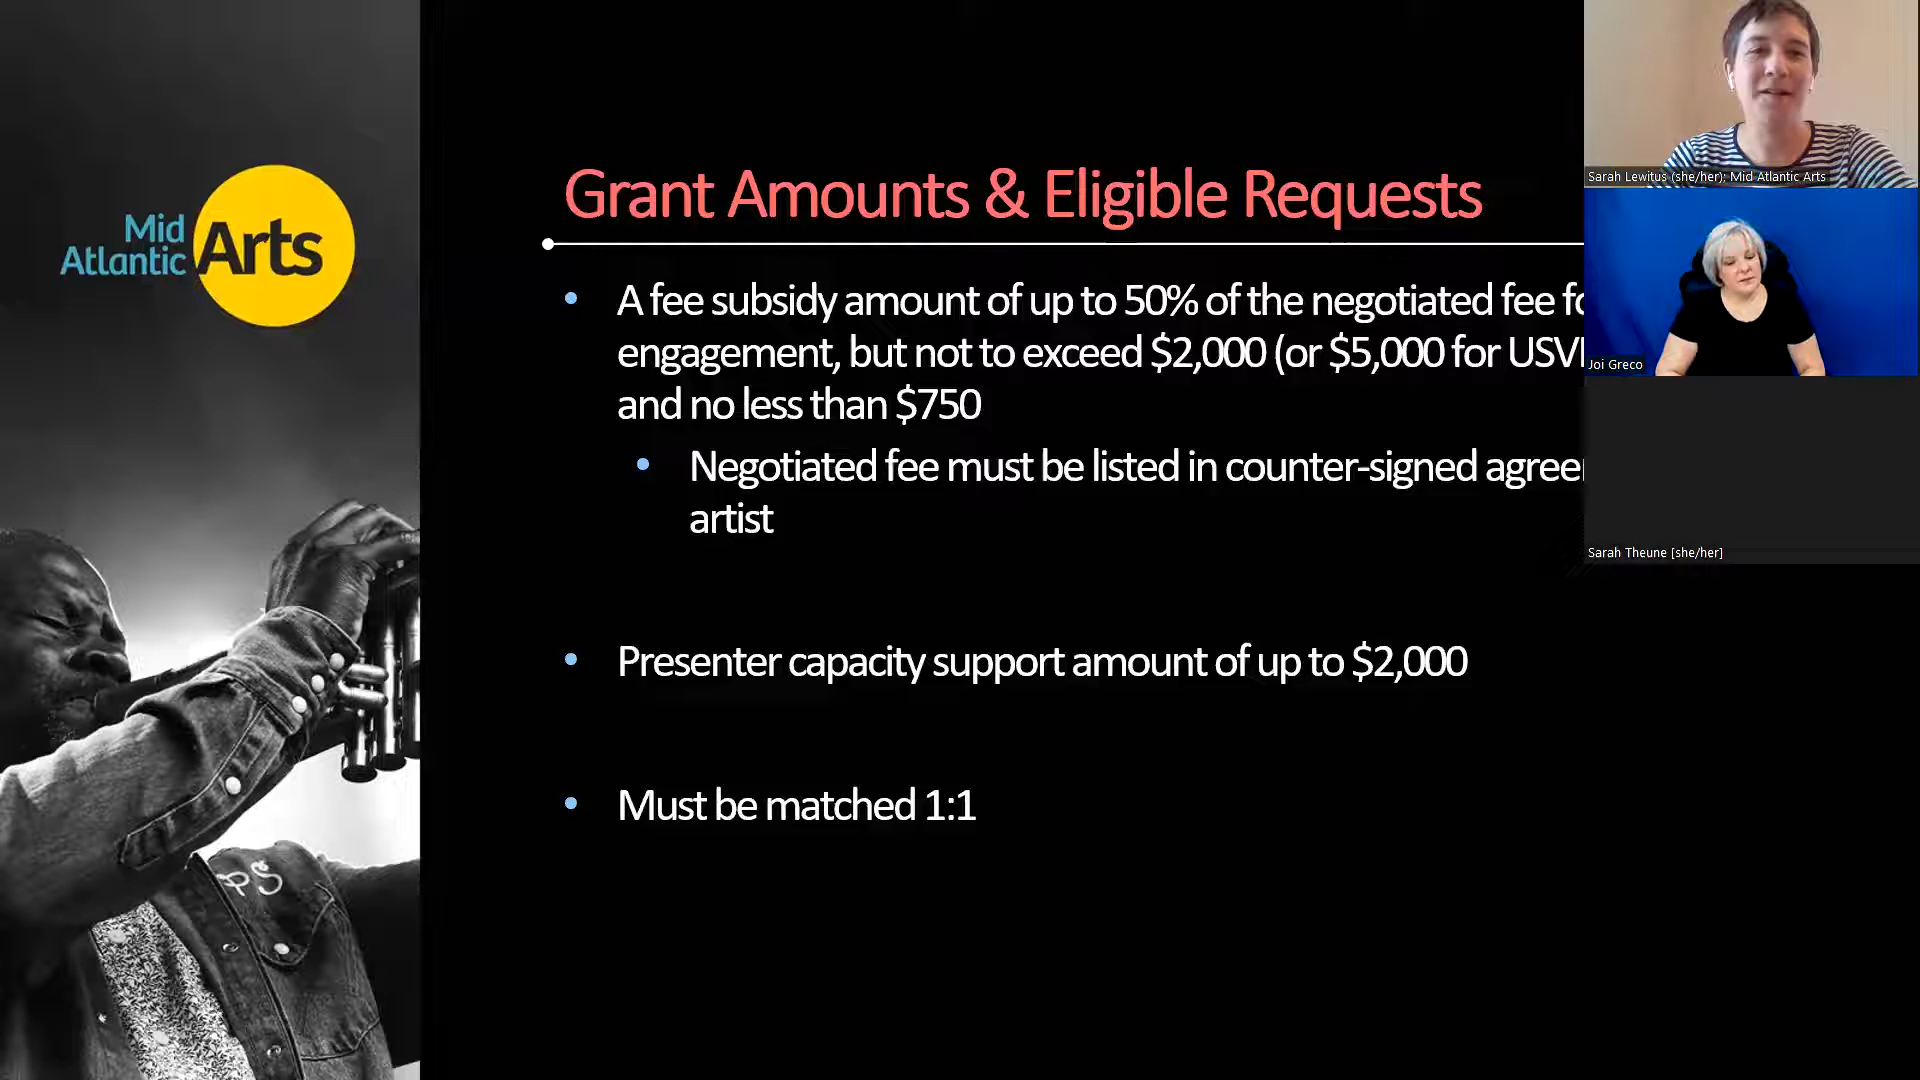 Mid
Atlantic
Arts
Grant Amounts & Eligible Requests
• A fee subsidy amount of up to 50% of the negotiated fee
engagement, but not to exceed $2,000 (or $5,000 for USVI
and no less than $750
• Negotiated fee must be listed in counter-signed
artist
• Presenter capacity support amount of up to $2,000
• Must be matched 1:1
Sarah Lewitus (she/her); Mid Atlantic Arts
Joi Greco
Sarah Theune [she/her]
PS